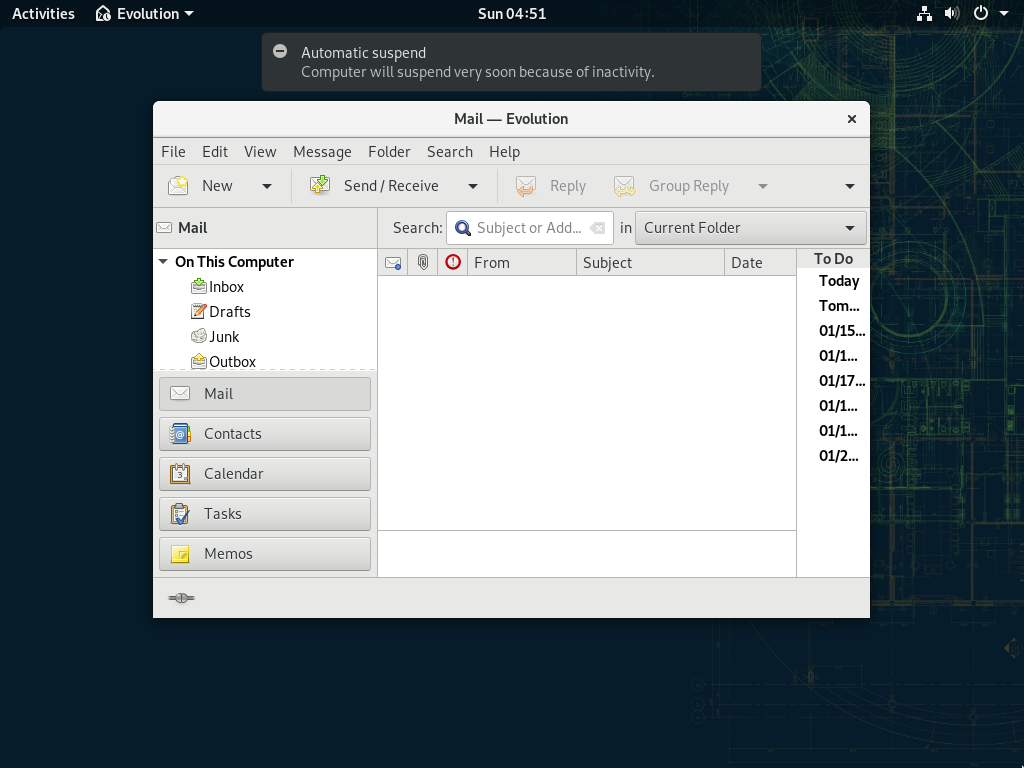 Activities Evolution Sun 04:51
Automatic suspend
Computer will suspend very soon because of inactivity.
Mail — Evolution
File Edit View Message Folder Search Help
New Send / Receive Reply Group Reply
Mail Search: Subject or Add... in Current Folder
On This Computer From Subject Date To Do
Inbox Today
Drafts Tom...
Junk 01/15...
Outbox 01/1...
Mail 01/17...
Contacts 01/1...
Calendar 01/1...
Tasks 01/2...
Memos